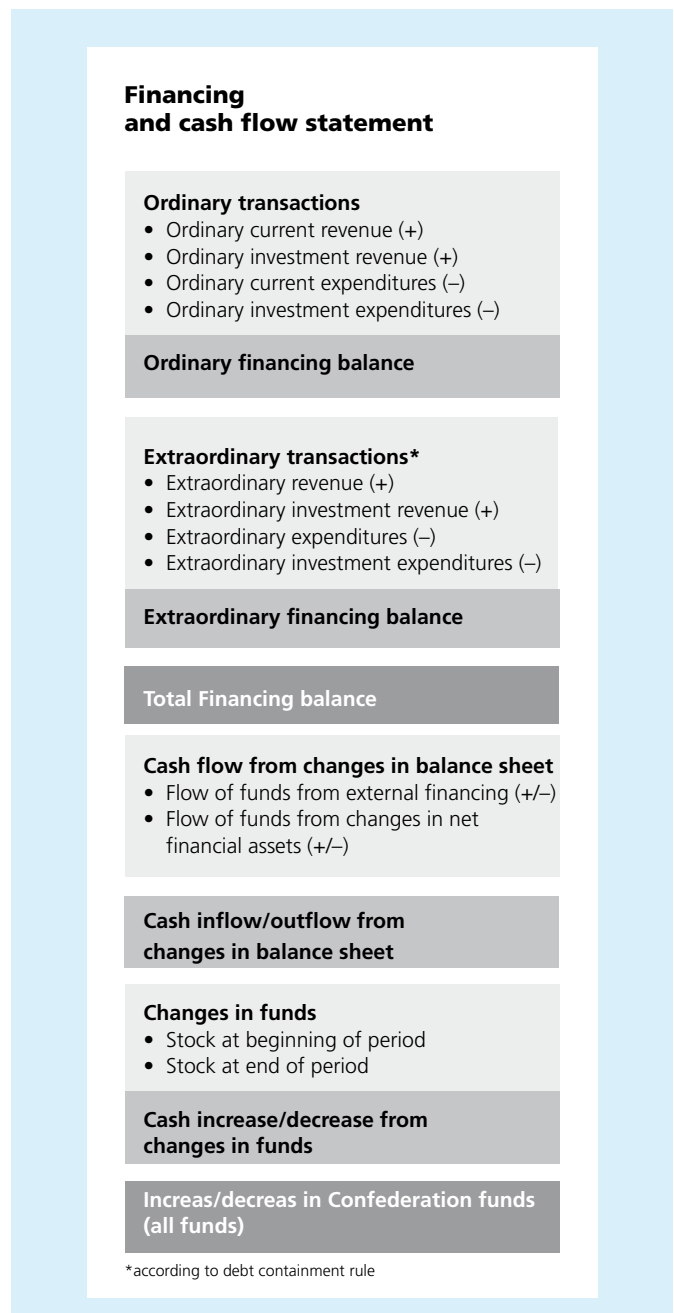 Financing
and cash flow statement
Ordinary transactions
• Ordinary current revenue (+)
• Ordinary investment revenue (+)
• Ordinary current expenditures (–)
• Ordinary investment expenditures (–)
Ordinary financing balance
Extraordinary transactions*
• Extraordinary revenue (+)
• Extraordinary investment revenue (+)
• Extraordinary expenditures (–)
• Extraordinary investment expenditures (–)
Extraordinary financing balance
Total Financing balance
Cash flow from changes in balance sheet
• Flow of funds from external financing (+/–)
• Flow of funds from changes in net
financial assets (+/–)
Cash inflow/outflow from
changes in balance sheet
Changes in funds
• Stock at beginning of period
• Stock at end of period
Cash increase/decrease from
changes in funds
Increas/decreas in Confederation funds
(all funds)
*according to debt containment rule